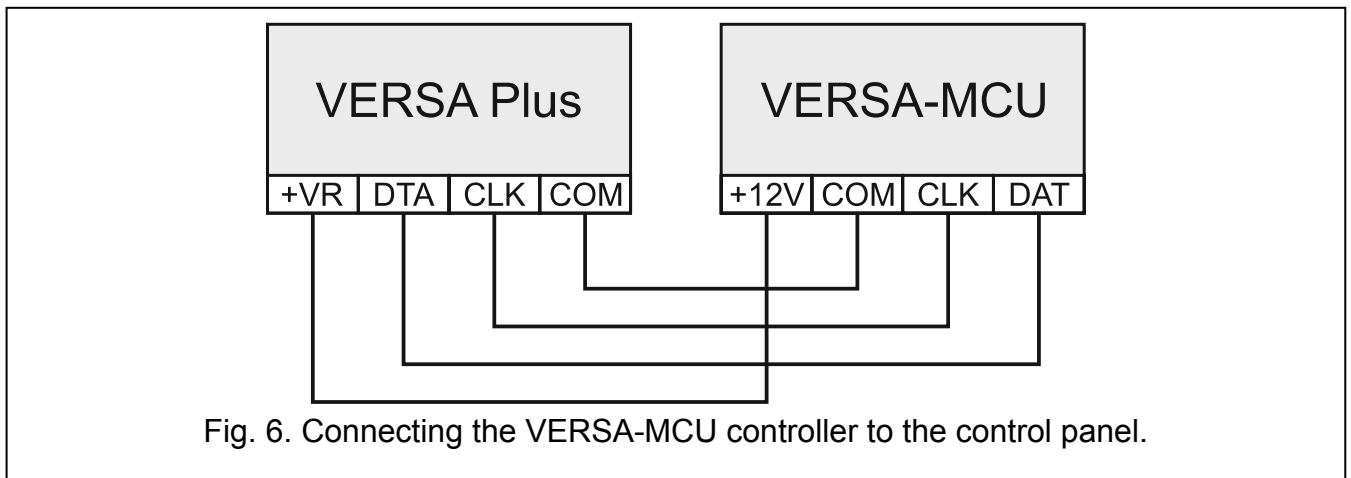 VERSA Plus VERSA-MCU
+VR DTA CLK COM +12V COM CLK DAT
Fig. 6. Connecting the VERSA-MCU controller to the control panel.